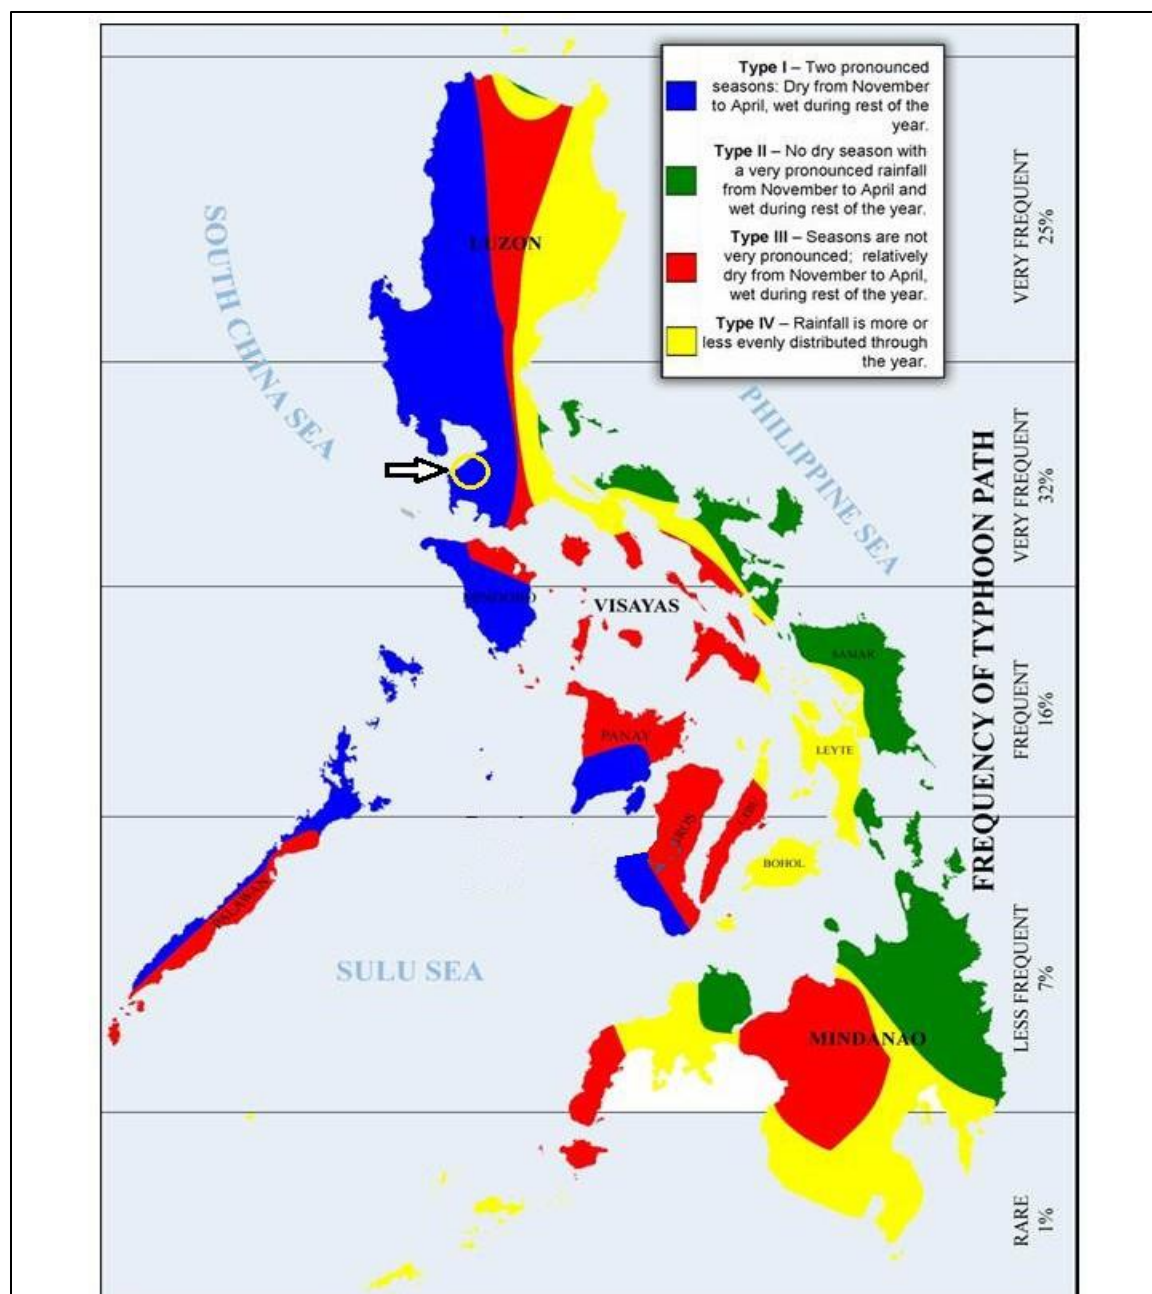 Type I – Two pronounced
seasons: Dry from November
to April, wet during rest of the
year.
Type II – No dry season with
a very pronounced rainfall
from November to April and
wet during rest of the year.
Type III – Seasons are not
very pronounced; relatively
dry from November to April,
wet during rest of the year.
Type IV – Rainfall is more or
less evenly distributed through
the year.
LUZON
SOUTH CHINA SEA
PHILIPPINE SEA
VISAYAS
SAMAR
PANAY
LEYTE
BOHOL
PALAWAN
SULU SEA
MINDANAO
FREQUENCY OF TYPHOON PATH
VERY FREQUENT
25%
VERY FREQUENT
32%
FREQUENT
16%
LESS FREQUENT
7%
RARE
1%